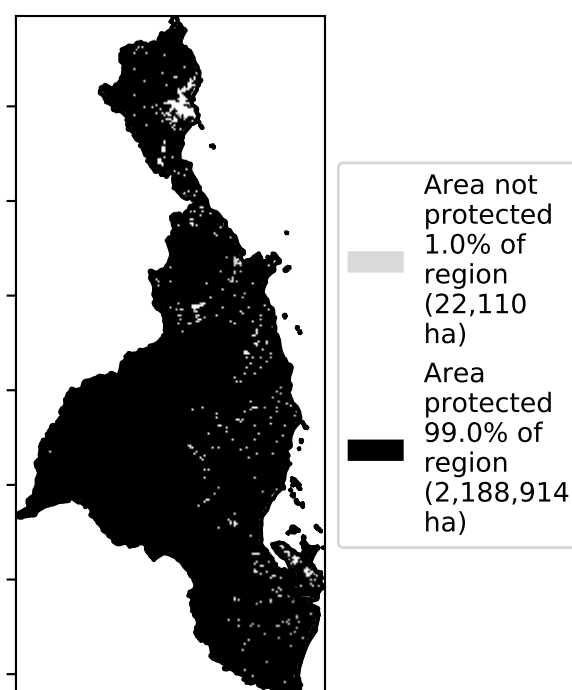 Area not
protected
1.0% of
region
(22,110
ha)
Area
protected
99.0% of
region
(2,188,914
ha)